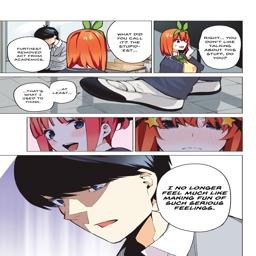 RIGHT... YOU
DON'T LIKE
TALKING
ABOUT THIS
STUFF, DO
YOU?
WHAT DID
YOU CALL
IT? THE
STUPID-
EST...
FURTHEST
REMOVED
ACT FROM
ACADEMICS.
...AT
LEAST...
...THAT'S
WHAT I
USED TO
THINK.
I NO LONGER
FEEL MUCH LIKE
MAKING FUN OF
SUCH SERIOUS
FEELINGS.